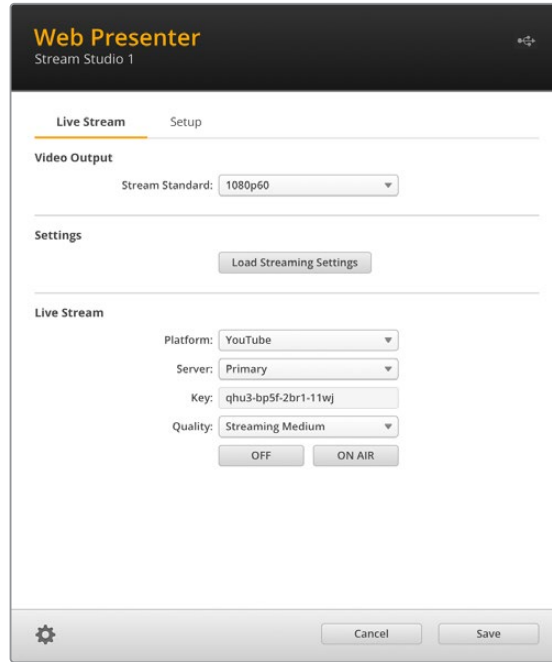 Web Presenter
Stream Studio 1
Live Stream Setup
Video Output
Stream Standard: 1080p60
Settings
Load Streaming Settings
Live Stream
Platform: YouTube
Server: Primary
Key: qhu3-bp5f-2br1-11wj
Quality: Streaming Medium
OFF ON AIR
Cancel Save